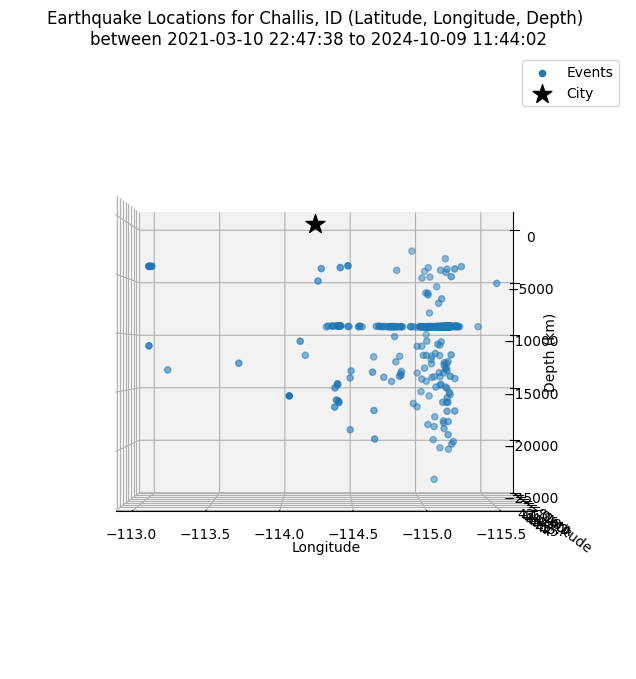 Earthquake Locations for Challis, ID (Latitude, Longitude, Depth)
between 2021-03-10 22:47:38 to 2024-10-09 11:44:02
Events
City
0
−5000
−10000
−15000
−20000
−25000
Depth (km)
−113.0
−113.5
−114.0
−114.5
−115.0
−115.5
Longitude